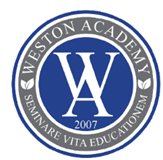 WESTON ACADEMY
WA
2007
SEMINARE VITA EDUCATIONEM